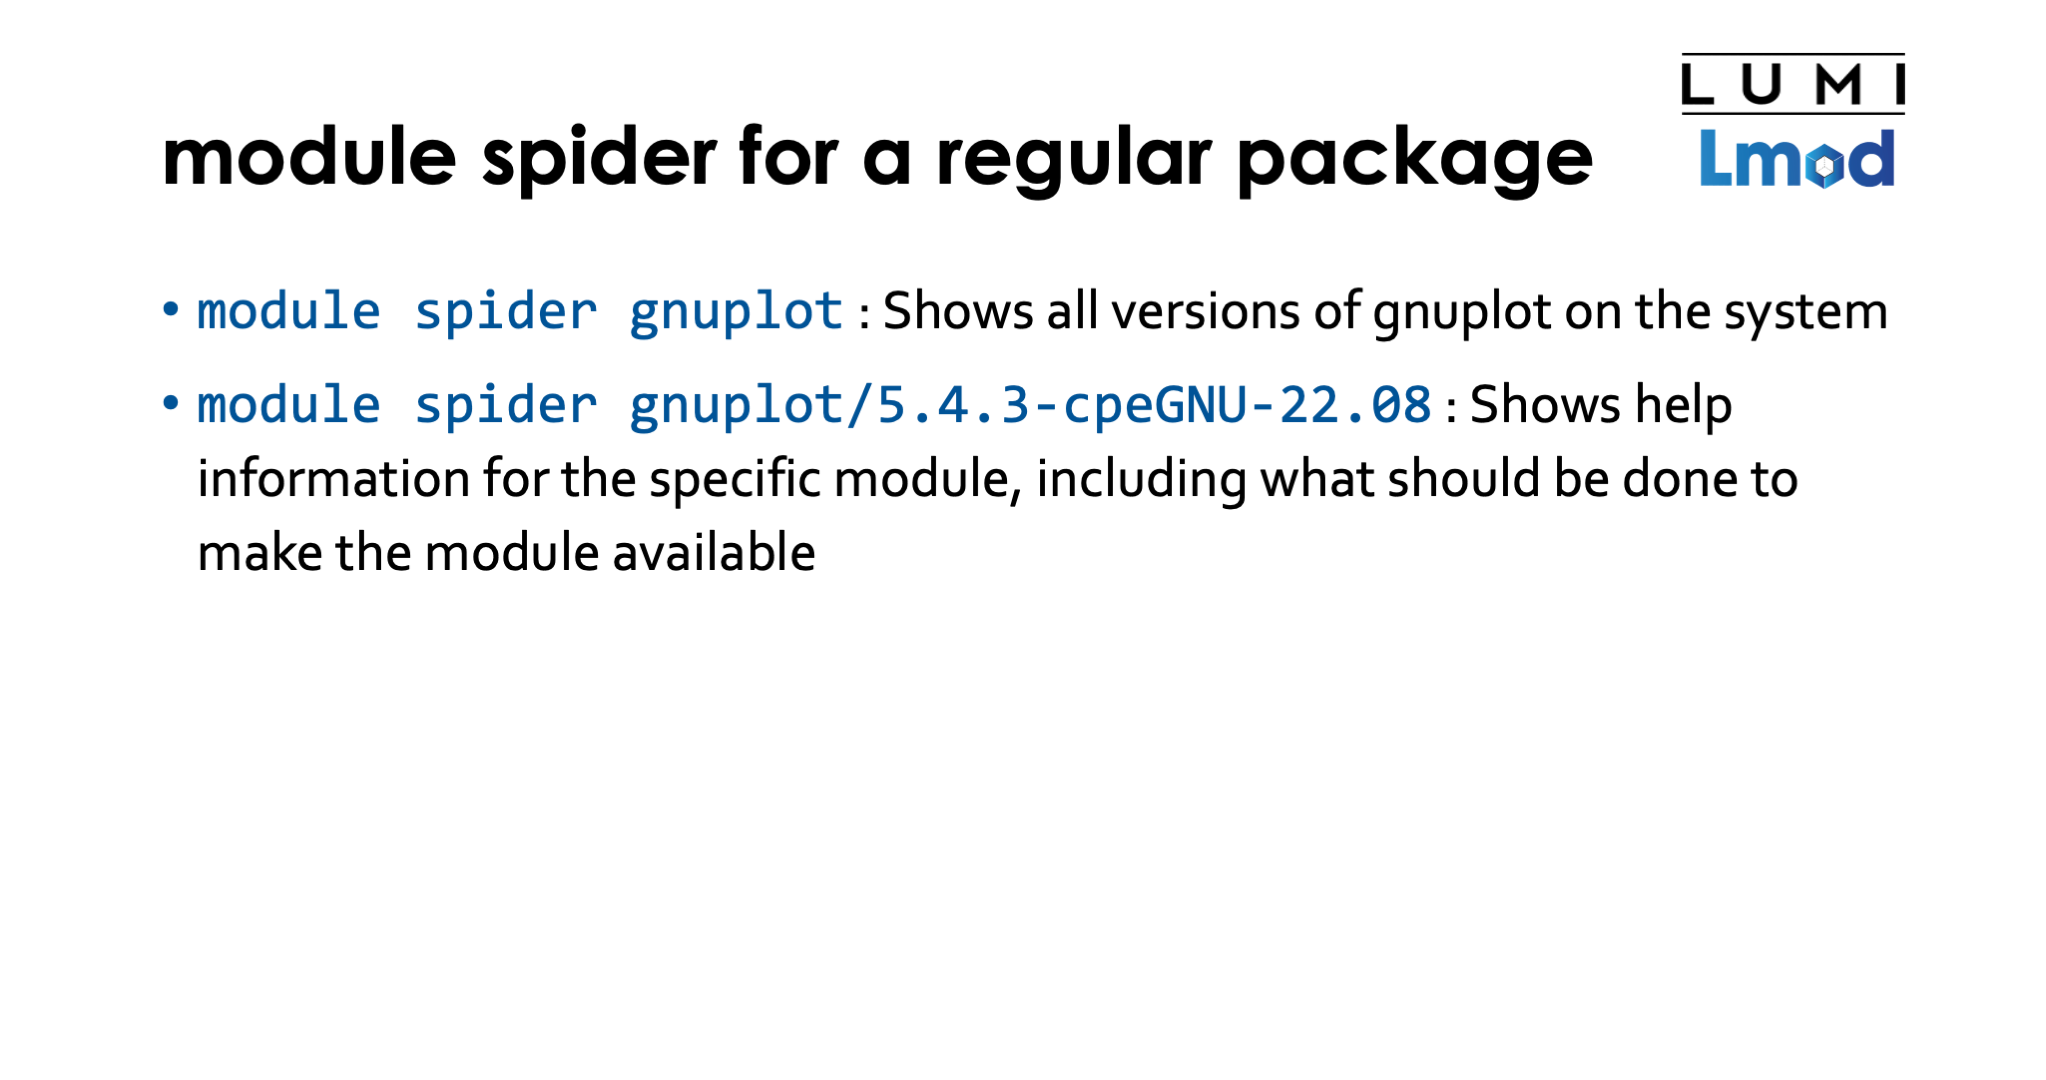 LUMI
Lmod
module spider for a regular package
• module spider gnuplot : Shows all versions of gnuplot on the system
• module spider gnuplot/5.4.3-cpeGNU-22.08 : Shows help
information for the specific module, including what should be done to
make the module available